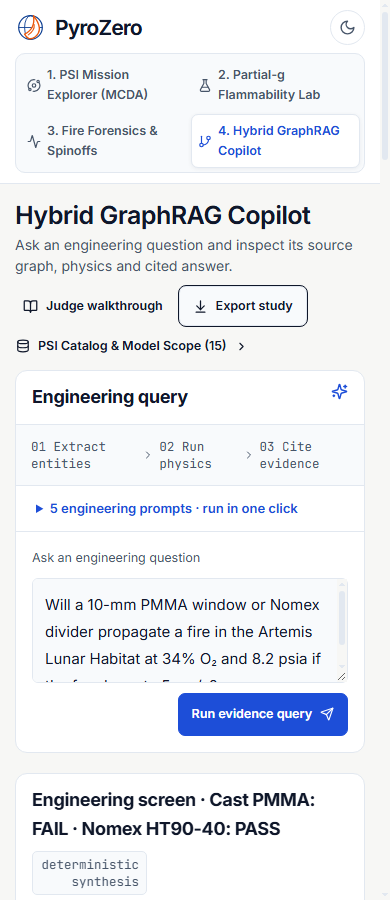 PyroZero
1. PSI Mission
Explorer (MCDA)
2. Partial-g
Flammability Lab
3. Fire Forensics &
Spinoffs
4. Hybrid GraphRAG
Copilot
Hybrid GraphRAG Copilot
Ask an engineering question and inspect its source
graph, physics and cited answer.
Judge walkthrough
Export study
PSI Catalog & Model Scope (15)
Engineering query
01 Extract
entities
02 Run
physics
03 Cite
evidence
5 engineering prompts · run in one click
Ask an engineering question
Will a 10-mm PMMA window or Nomex
divider propagate a fire in the Artemis
Lunar Habitat at 34% O₂ and 8.2 psia if
Run evidence query
Engineering screen · Cast PMMA:
FAIL · Nomex HT90-40: PASS
deterministic
synthesis